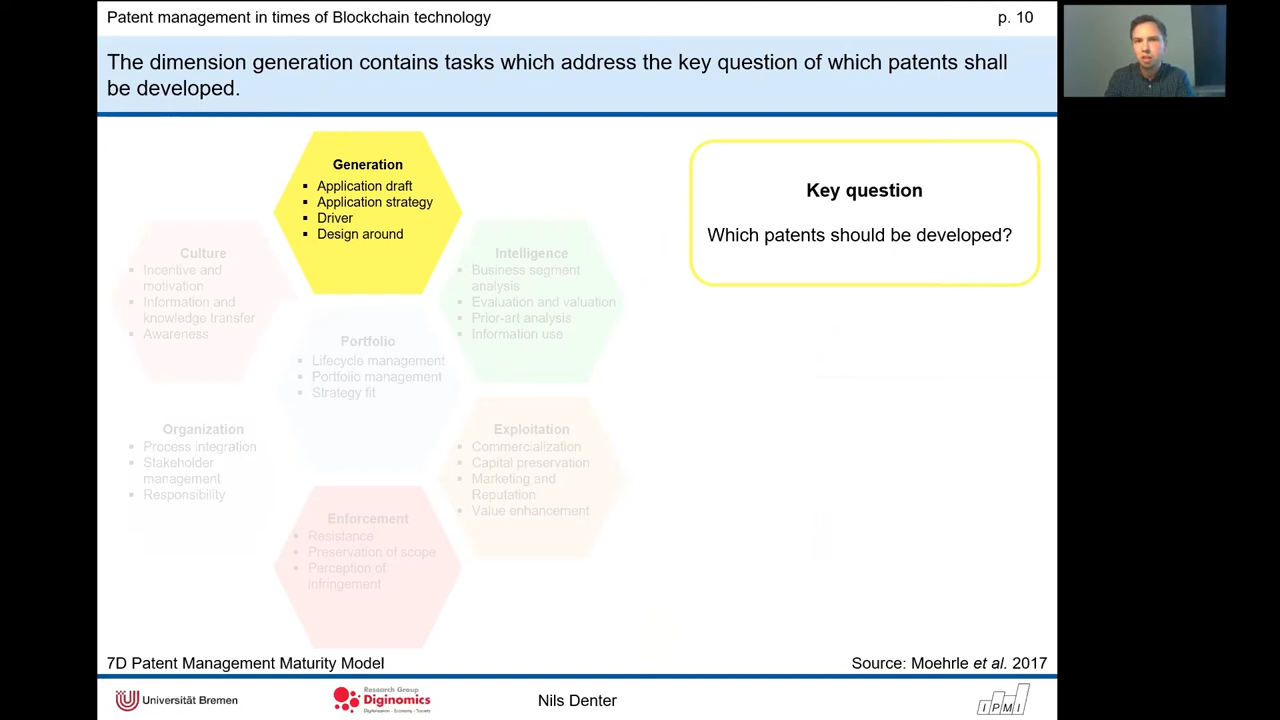 Patent management in times of Blockchain technology
p. 10
The dimension generation contains tasks which address the key question of which patents shall
be developed.
Generation
▪ Application draft
▪ Application strategy
▪ Driver
▪ Design around
Key question
Which patents should be developed?
Culture
▪ Incentive and
motivation
▪ Information and
knowledge transfer
▪ Awareness
Intelligence
▪ Business segment
analysis
▪ Evaluation and valuation
▪ Prior-art analysis
▪ Information use
Portfolio
▪ Lifecycle management
▪ Portfolio management
▪ Strategy fit
Organization
▪ Process integration
▪ Stakeholder
management
▪ Responsibility
Exploitation
▪ Commercialization
▪ Capital preservation
▪ Marketing and
Reputation
▪ Value enhancement
Enforcement
• Resistance
• Preservation of scope
• Perception of
infringement
7D Patent Management Maturity Model
Source: Moehrle et al. 2017
Universität Bremen
Research Group
Diginomics
Digitalization - Economy - Society
Nils Denter
IPMI